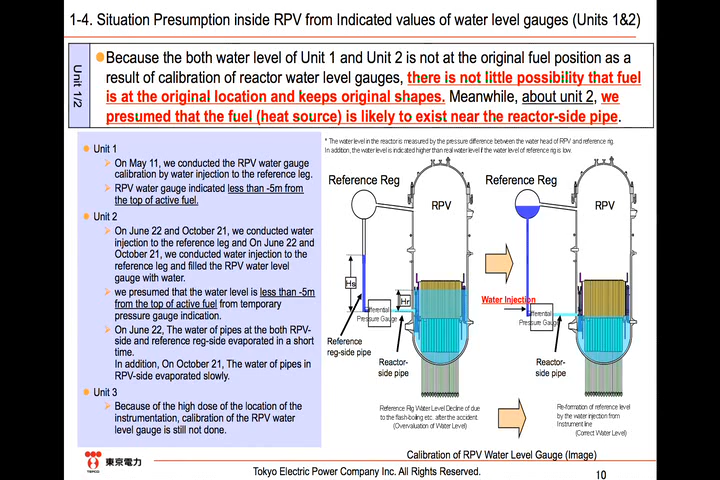 1-4. Situation Presumption inside RPV from Indicated values of water level gauges (Units 1&2)
Unit 1/2
●Because the both water level of Unit 1 and Unit 2 is not at the original fuel position as a
result of calibration of reactor water level gauges, there is not little possibility that fuel
is at the original location and keeps original shapes. Meanwhile, about unit 2, we
presumed that the fuel (heat source) is likely to exist near the reactor-side pipe.
Unit 1
On May 11, we conducted the RPV water gauge
calibration by water injection to the reference leg.
RPV water gauge indicated less than -5m from
the top of active fuel.
Unit 2
On June 22 and October 21, we conducted water
injection to the reference leg and On June 22 and
October 21, we conducted water injection to the
reference leg and filled the RPV water level
gauge with water.
we presumed that the water level is less than -5m
from the top of active fuel from temporary
pressure gauge indication.
On June 22, The water of pipes at the both RPV-
side and reference reg-side evaporated in a short
time.
In addition, On October 21, The water of pipes in
RPV-side evaporated slowly.
Unit 3
Because of the high dose of the location of the
instrumentation, calibration of the RPV water
level gauge is still not done.
* The water level in the reactor is measured by the pressure difference between the water head of RPV and reference rig.
In addition, the water level is indicated higher than real water level if the water level of reference rig is low.
Reference Reg
RPV
Hs
Hr
Differential
Pressure Gauge
Reference
reg-side pipe
Reactor-
side pipe
Reference Rig Water Level Decline of due
to the flash-boiling etc. after the accident.
(Overvaluation of Water Level)
Reference Reg
RPV
Water Injection
Differential
Pressure Gauge
Reactor-
side pipe
Re-formation of reference level
by the water injection from
Instrument line
(Correct Water Level)
Calibration of RPV Water Level Gauge (Image)
TEPCO
東京電力
Tokyo Electric Power Company Inc. All Rights Reserved.
10